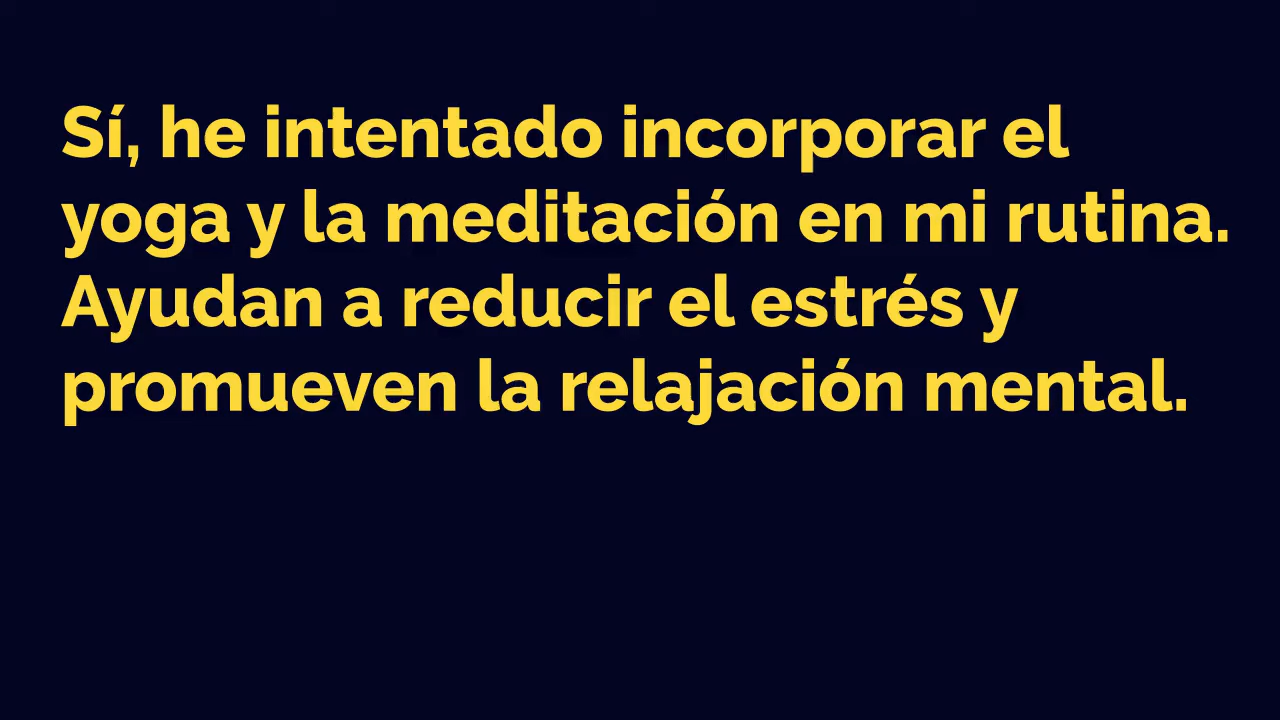 Sí, he intentado incorporar el
yoga y la meditación en mi rutina.
Ayudan a reducir el estrés y
promueven la relajación mental.